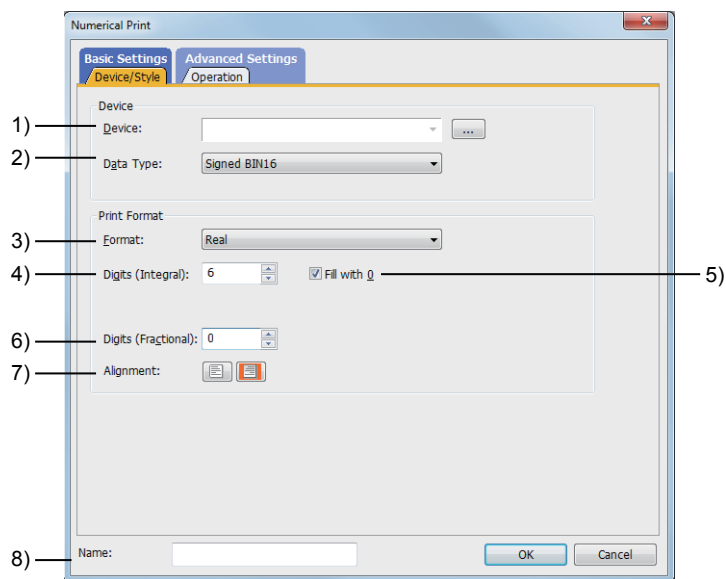 Numerical Print
Basic Settings Advanced Settings
Device/Style Operation
Device
1) Device: ...
2) Data Type: Signed BIN16
Print Format
3) Format: Real
4) Digits (Integral): 6 Fill with 0 5)
6) Digits (Fractional): 0
7) Alignment:
8) Name: OK Cancel